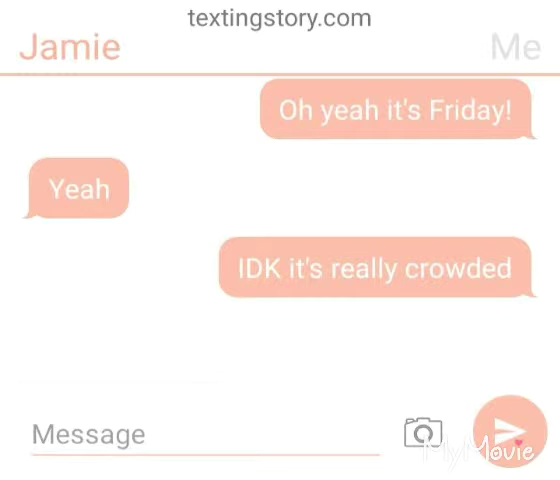 textingstory.com
Jamie Me
Oh yeah it's Friday!
Yeah
IDK it's really crowded
Message
MyMovie